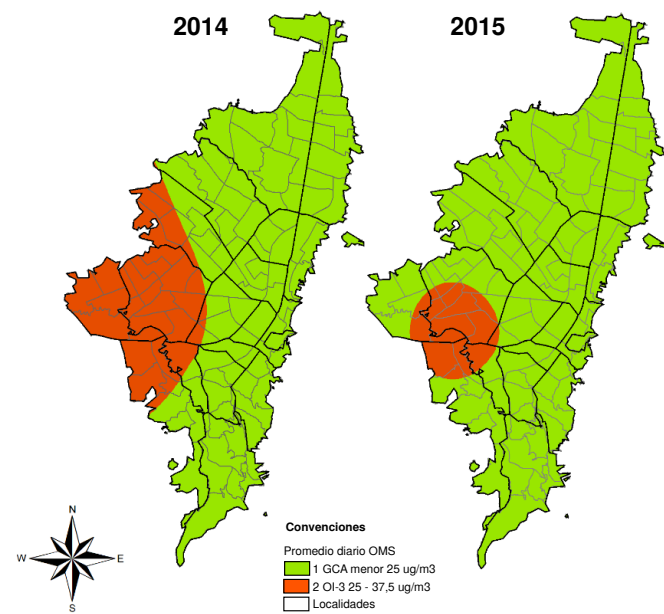 2014
2015
N
W
E
S
Convenciones
Promedio diario OMS
1 GCA menor 25 ug/m3
2 OI-3 25 - 37,5 ug/m3
Localidades